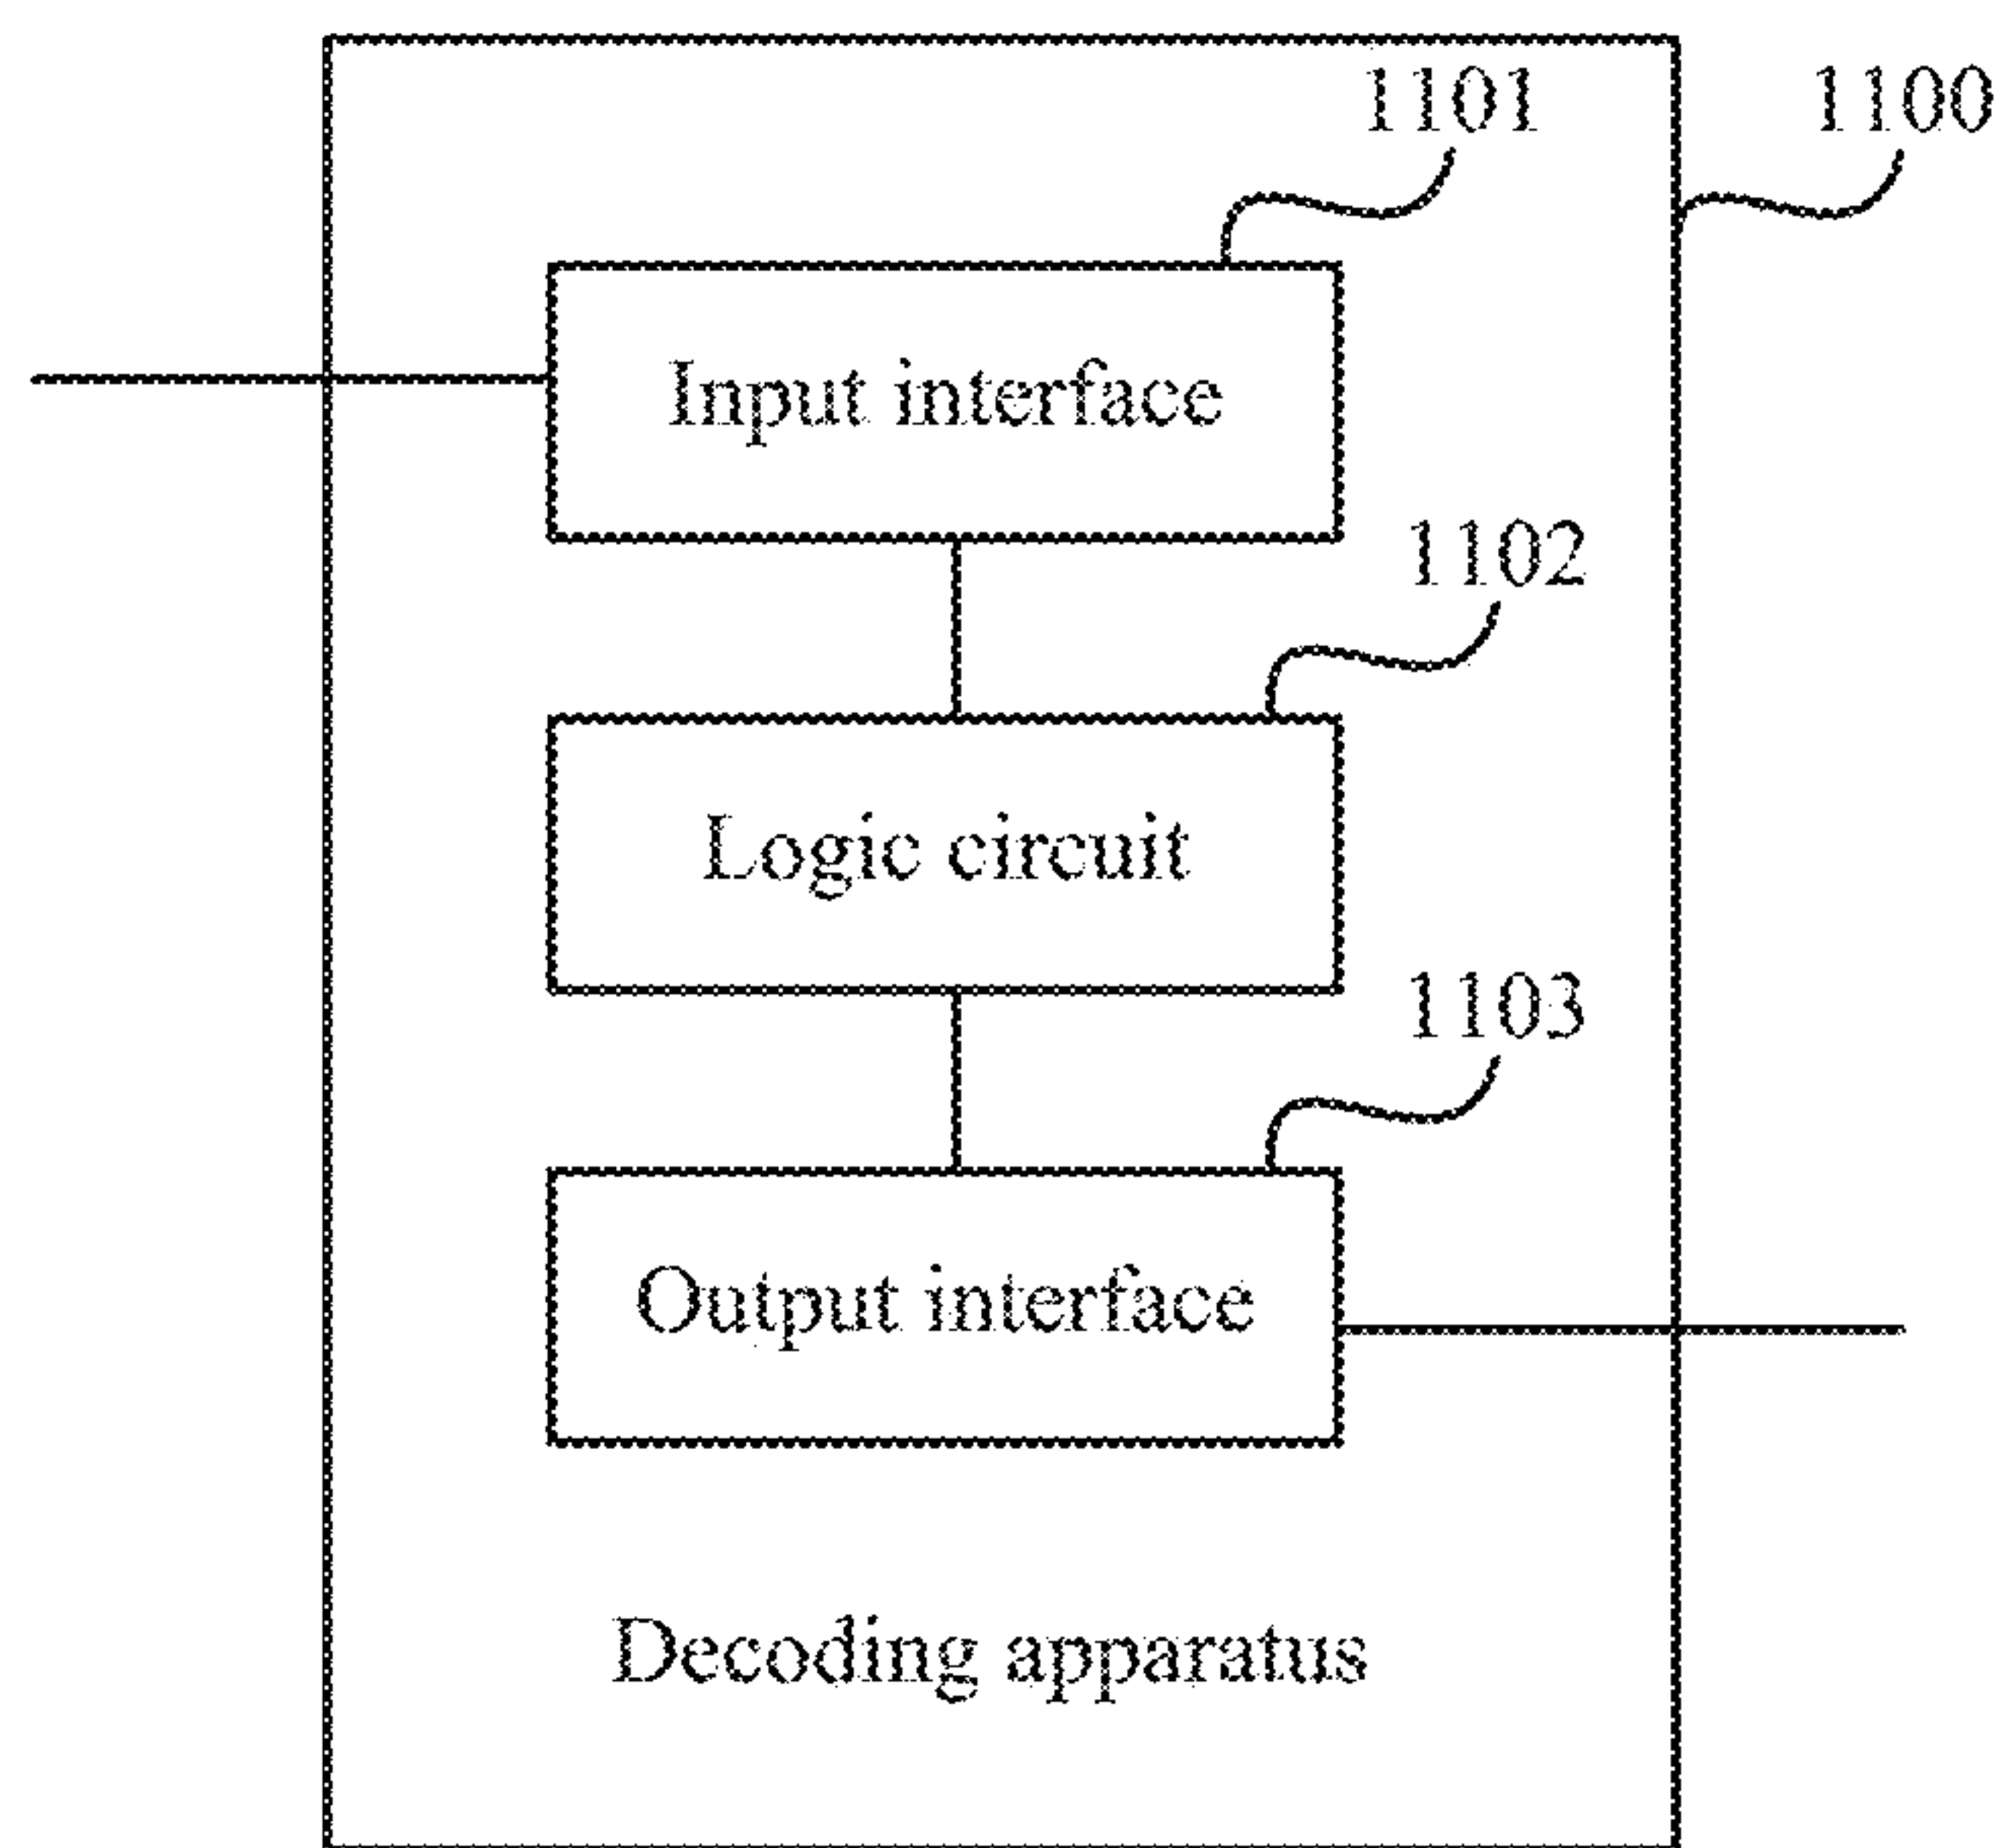 1101
1100
Input interface
1102
Logic circuit
1103
Output interface
Decoding apparatus